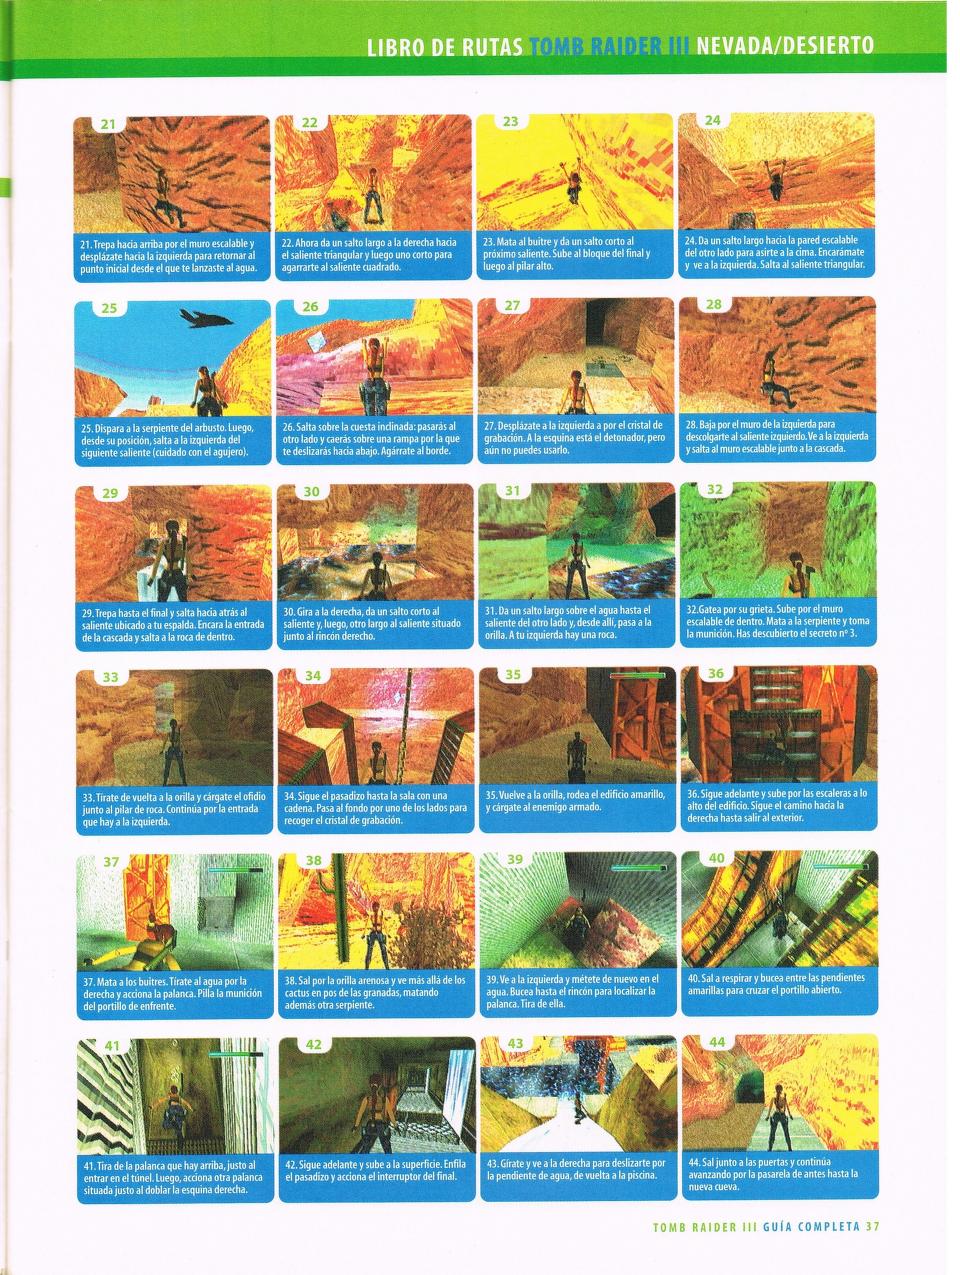 LIBRO DE RUTAS TOMB RAIDER III NEVADA/DESIERTO
21
21. Trepa hacia arriba por el muro escalable y
desplázate hacia la izquierda para retornar al
punto inicial desde el que te lanzaste al agua.
22
22. Ahora da un salto largo a la derecha hacia
el saliente triangular y luego uno corto para
agarrarte al saliente cuadrado.
23
23. Mata al buitre y da un salto corto al
próximo saliente. Sube al bloque del final y
luego al pilar alto.
24
24. Da un salto largo hacia la pared escalable
del otro lado para asirte a la cima. Encarámate
y ve a la izquierda. Salta al saliente triangular.
25
25. Dispara a la serpiente del arbusto. Luego,
desde su posición, salta a la izquierda del
siguiente saliente (cuidado con el agujero).
26
26. Salta sobre la cuesta inclinada: pasarás al
otro lado y caerás sobre una rampa por la que
te deslizarás hacia abajo. Agárrate al borde.
27
27. Desplázate a la izquierda a por el cristal de
grabación. A la esquina está el detonador, pero
aún no puedes usarlo.
28
28. Baja por el muro de la izquierda para
descolgarte al saliente izquierdo. Ve a la izquierda
y salta al muro escalable junto a la cascada.
29
29. Trepa hasta el final y salta hacia atrás al
saliente ubicado a tu espalda. Encara la entrada
de la cascada y salta a la roca de dentro.
30
30. Gira a la derecha, da un salto corto al
saliente y, luego, otro largo al saliente situado
junto al rincón derecho.
31
31. Da un salto largo sobre el agua hasta el
saliente del otro lado y, desde allí, pasa a la
orilla. A tu izquierda hay una roca.
32
32.Gatea por su grieta. Sube por el muro
escalable de dentro. Mata a la serpiente y toma
la munición. Has descubierto el secreto nº 3.
33
33. Tírate de vuelta a la orilla y cárgate el ofidio
junto al pilar de roca. Continúa por la entrada
que hay a la izquierda.
34
34. Sigue el pasadizo hasta la sala con una
cadena. Pasa al fondo por uno de los lados para
recoger el cristal de grabación.
35
35. Vuelve a la orilla, rodea el edificio amarillo,
y cárgate al enemigo armado.
36
36. Sigue adelante y sube por las escaleras a lo
alto del edificio. Sigue el camino hacia la
derecha hasta salir al exterior.
37
37. Mata a los buitres. Tírate al agua por la
derecha y acciona la palanca. Pilla la munición
del portillo de enfrente.
38
38. Sal por la orilla arenosa y ve más allá de los
cactus en pos de las granadas, matando
además otra serpiente.
39
39. Ve a la izquierda y métete de nuevo en el
agua. Bucea hasta el rincón para localizar la
palanca. Tira de ella.
40
40. Sal a respirar y bucea entre las pendientes
amarillas para cruzar el portillo abierto.
41
41. Tira de la palanca que hay arriba, justo al
entrar en el túnel. Luego, acciona otra palanca
situada justo al doblar la esquina derecha.
42
42. Sigue adelante y sube a la superficie. Enfila
el pasadizo y acciona el interruptor del final.
43
43. Gírate y ve a la derecha para deslizarte por
la pendiente de agua, de vuelta a la piscina.
44
44. Sal junto a las puertas y continúa
avanzando por la pasarela de antes hasta la
nueva cueva.
TOMB RAIDER III GUÍA COMPLETA 37